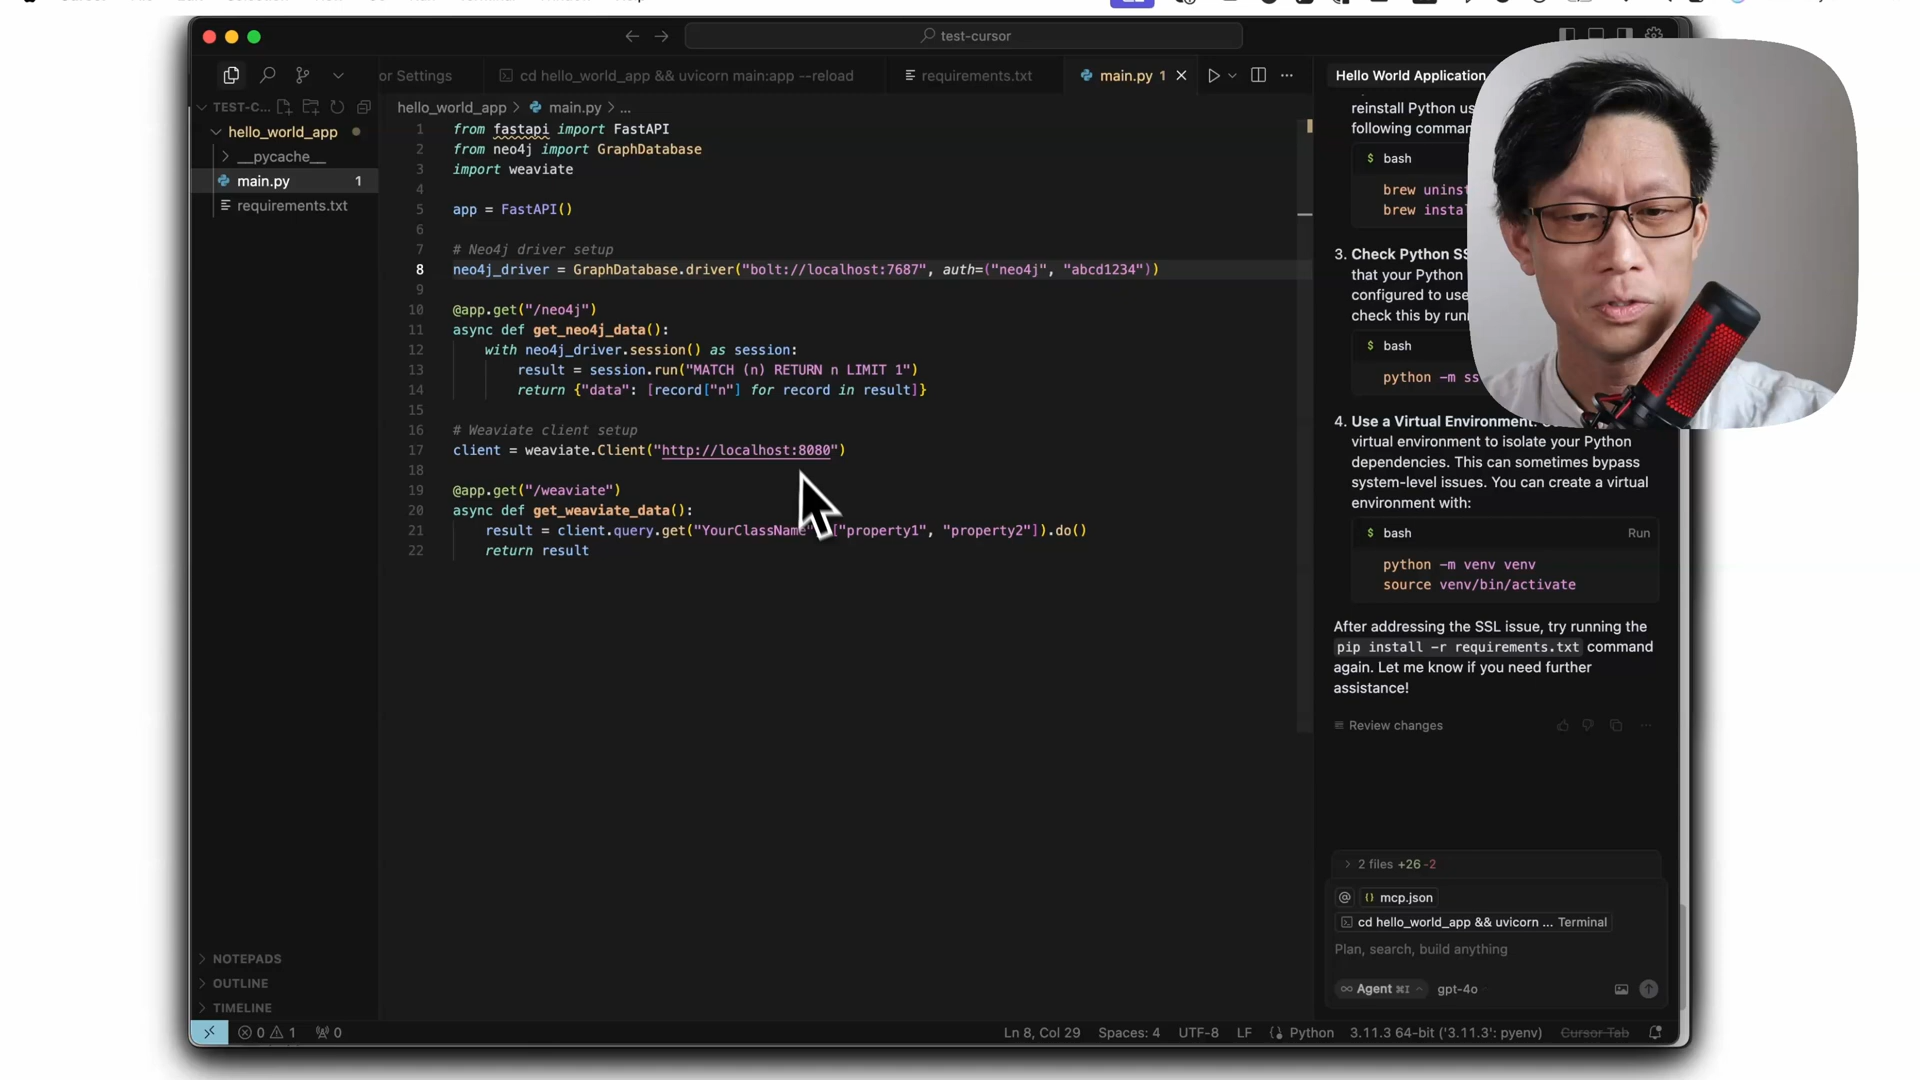 test-cursor
or Settings
cd hello_world_app && uvicorn main:app --reload
requirements.txt
main.py 1
TEST-C...
hello_world_app
__pycache__
main.py 1
requirements.txt
NOTEPADS
OUTLINE
TIMELINE
hello_world_app > main.py > ...
1 from fastapi import FastAPI
2 from neo4j import GraphDatabase
3 import weaviate
4
5 app = FastAPI()
6
7 # Neo4j driver setup
8 neo4j_driver = GraphDatabase.driver("bolt://localhost:7687", auth=("neo4j", "abcd1234"))
9
10 @app.get("/neo4j")
11 async def get_neo4j_data():
12 with neo4j_driver.session() as session:
13 result = session.run("MATCH (n) RETURN n LIMIT 1")
14 return {"data": [record["n"] for record in result]}
15
16 # Weaviate client setup
17 client = weaviate.Client("http://localhost:8080")
18
19 @app.get("/weaviate")
20 async def get_weaviate_data():
21 result = client.query.get("YourClassName ["property1", "property2"]).do()
22 return result
Hello World Application
reinstall Python us
following comman
$ bash
brew uninst
brew instal
3. Check Python SS
that your Python
configured to use
check this by runn
$ bash
python -m ss
4. Use a Virtual Environment:
virtual environment to isolate your Python
dependencies. This can sometimes bypass
system-level issues. You can create a virtual
environment with:
$ bash Run
python -m venv venv
source venv/bin/activate
After addressing the SSL issue, try running the
pip install -r requirements.txt command
again. Let me know if you need further
assistance!
Review changes
2 files +26 -2
@ {} mcp.json
cd hello_world_app && uvicorn ... Terminal
Plan, search, build anything
∞ Agent ⌘I gpt-4o
0 1 0
Ln 8, Col 29 Spaces: 4 UTF-8 LF {} Python 3.11.3 64-bit ('3.11.3': pyenv) Cursor Tab